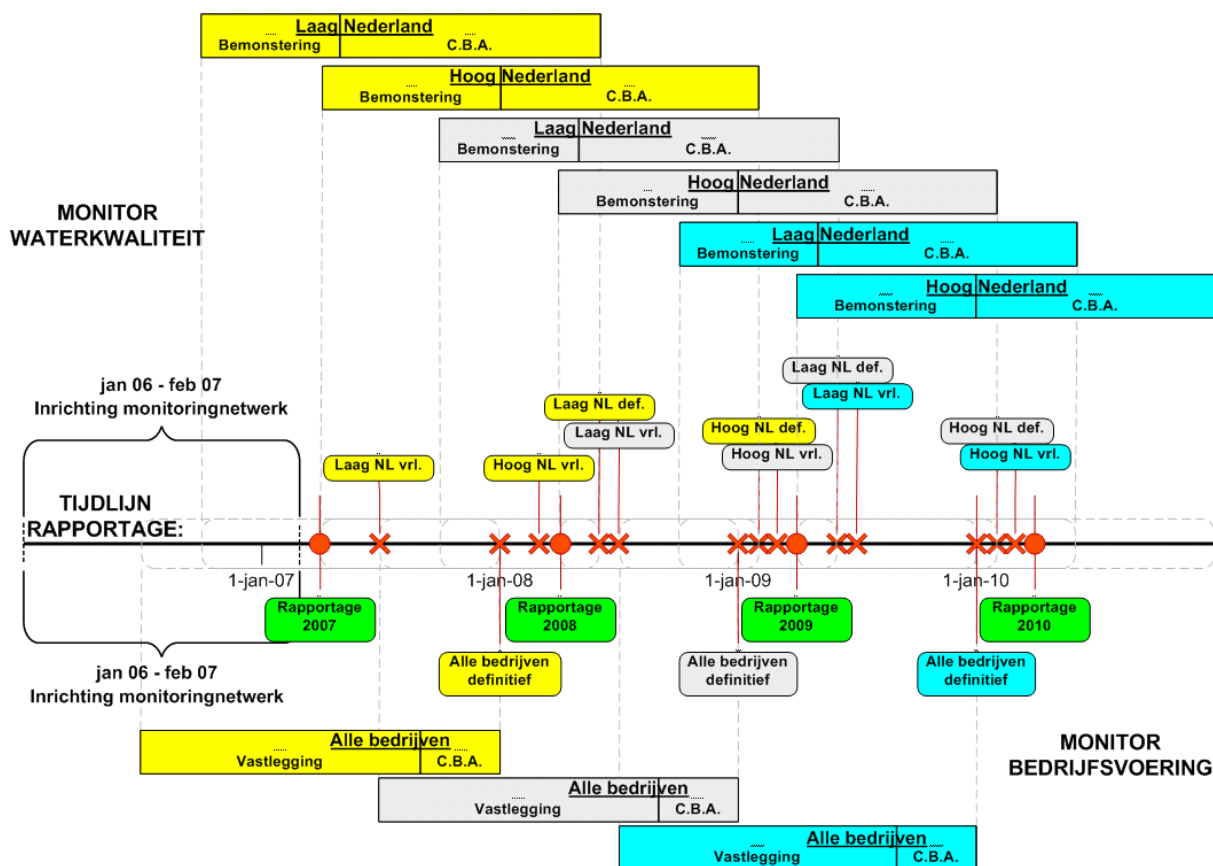 Laag Nederland
Bemonstering C.B.A.
Hoog Nederland
Bemonstering C.B.A.
Laag Nederland
Bemonstering C.B.A.
Hoog Nederland
Bemonstering C.B.A.
MONITOR
WATERKWALITEIT
Laag Nederland
Bemonstering C.B.A.
Hoog Nederland
Bemonstering C.B.A.
jan 06 - feb 07
Inrichting monitoringnetwerk
Laag NL def.
Laag NL vrl.
Laag NL def.
Laag NL vrl.
Hoog NL def.
Hoog NL vrl.
Hoog NL def.
Hoog NL vrl.
Laag NL vrl.
Hoog NL vrl.
TIJDLIJN
RAPPORTAGE:
1-jan-07
1-jan-08
1-jan-09
1-jan-10
Rapportage
2007
Rapportage
2008
Rapportage
2009
Rapportage
2010
jan 06 - feb 07
Inrichting monitoringnetwerk
Alle bedrijven
definitief
Alle bedrijven
definitief
Alle bedrijven
definitief
Alle bedrijven
Vastlegging C.B.A.
MONITOR
BEDRIJFSVOERING
Alle bedrijven
Vastlegging C.B.A.
Alle bedrijven
Vastlegging C.B.A.